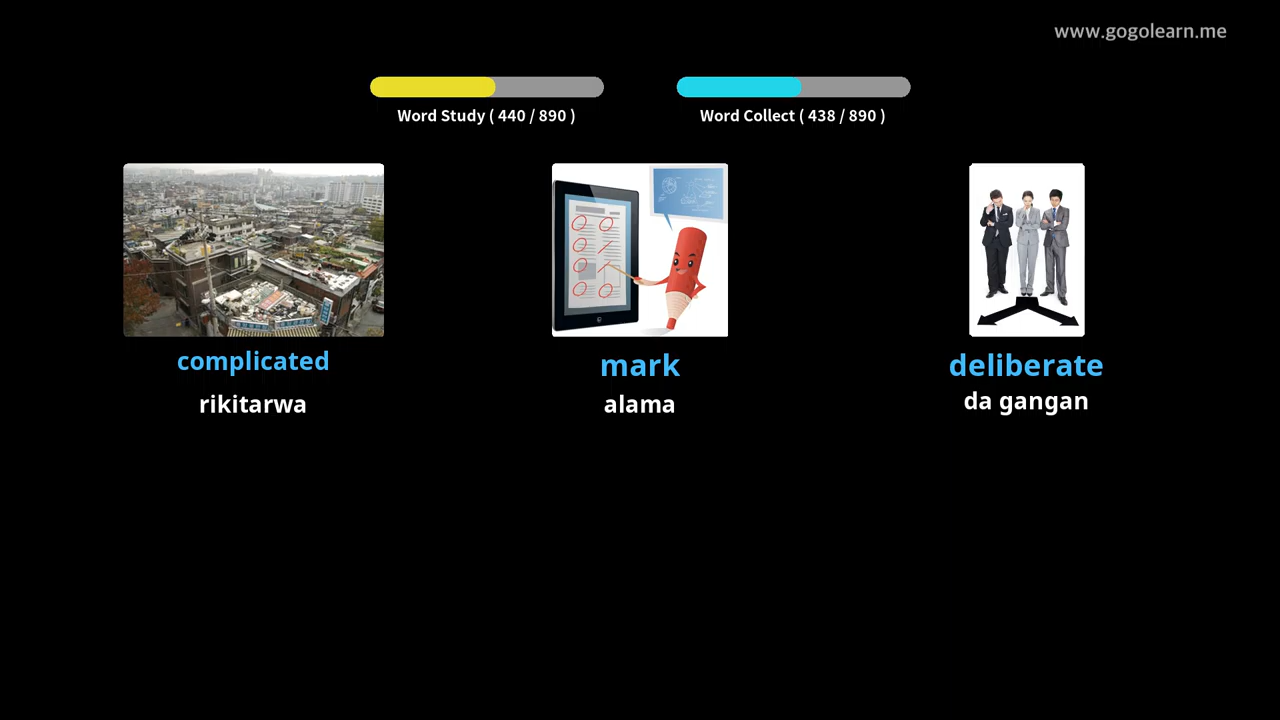 www.gogolearn.me
Word Study ( 440 / 890 )
Word Collect ( 438 / 890 )
complicated
mark
deliberate
rikitarwa
alama
da gangan